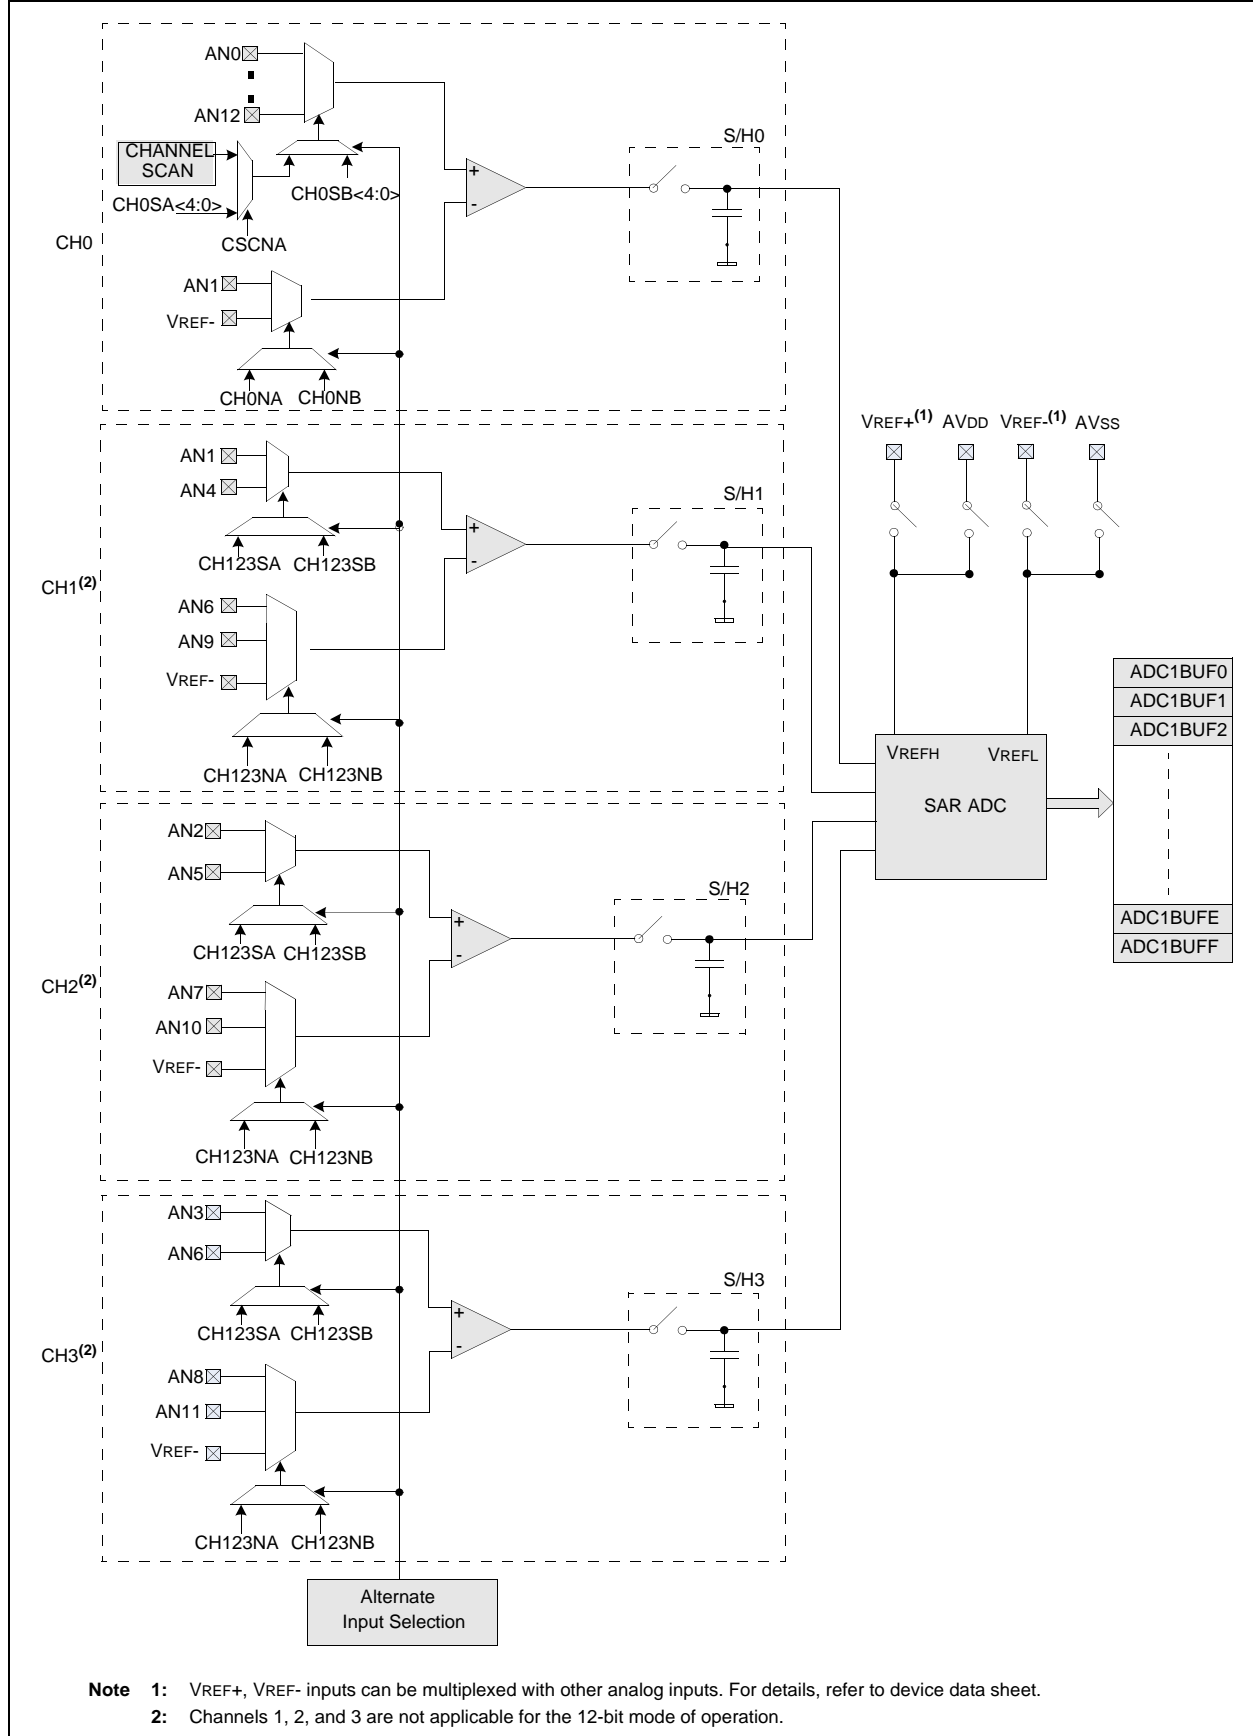 AN0
AN12
CHANNEL
SCAN
CH0SA<4:0>
CH0SB<4:0>
CSCNA
CH0
AN1
VREF-
CH0NA CH0NB
+
-
S/H0
AN1
AN4
CH123SA CH123SB
CH1(2)
AN6
AN9
VREF-
CH123NA CH123NB
+
-
S/H1
AN2
AN5
CH123SA CH123SB
CH2(2)
AN7
AN10
VREF-
CH123NA CH123NB
+
-
S/H2
AN3
AN6
CH123SA CH123SB
CH3(2)
AN8
AN11
VREF-
CH123NA CH123NB
+
-
S/H3
VREF+(1) AVDD VREF-(1) AVSS
VREFH VREFL
SAR ADC
ADC1BUF0
ADC1BUF1
ADC1BUF2
ADC1BUFE
ADC1BUFF
Alternate
Input Selection
Note 1: VREF+, VREF- inputs can be multiplexed with other analog inputs. For details, refer to device data sheet.
2: Channels 1, 2, and 3 are not applicable for the 12-bit mode of operation.